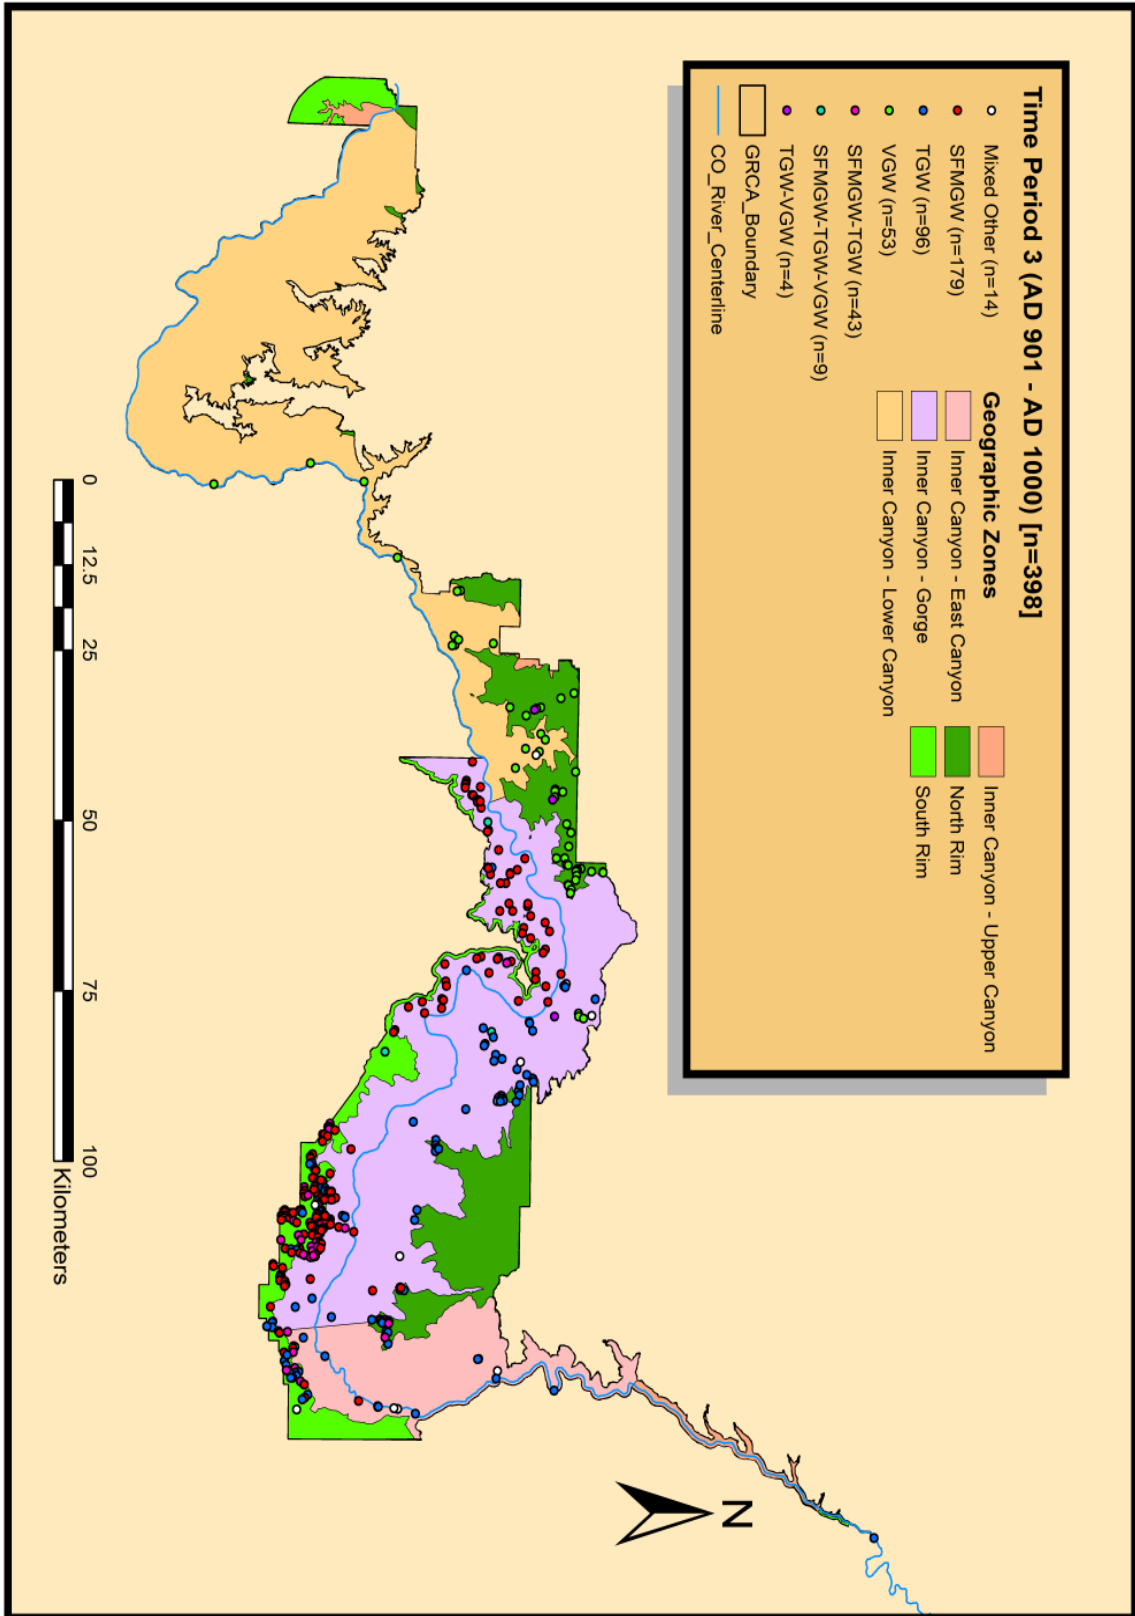 Time Period 3 (AD 901 - AD 1000) [n=398]
Mixed Other (n=14)
SFMGW (n=179)
TGW (n=96)
VGW (n=53)
SFMGW-TGW (n=43)
SFMGW-TGW-VGW (n=9)
TGW-VGW (n=4)
GRCA_Boundary
CO_River_Centerline
Geographic Zones
Inner Canyon - East Canyon
Inner Canyon - Gorge
Inner Canyon - Lower Canyon
Inner Canyon - Upper Canyon
North Rim
South Rim
N
0 12.5 25 50 75 100
Kilometers